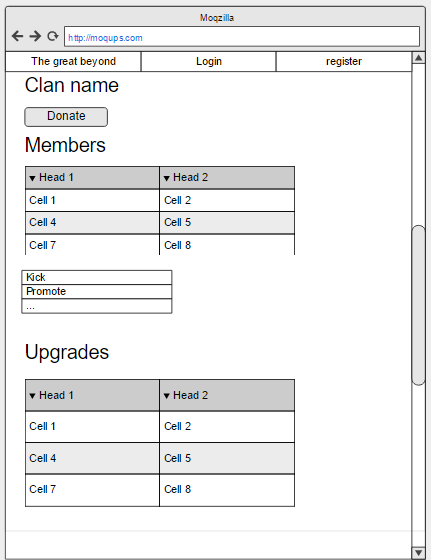 Moqzilla
http://moqups.com
The great beyond Login register
Clan name
Donate
Members
Head 1 Head 2
Cell 1 Cell 2
Cell 4 Cell 5
Cell 7 Cell 8
Kick
Promote
...
Upgrades
Head 1 Head 2
Cell 1 Cell 2
Cell 4 Cell 5
Cell 7 Cell 8